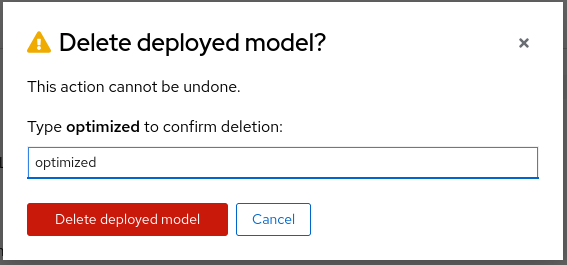 Delete deployed model?
This action cannot be undone.
Type optimized to confirm deletion:
optimized
Delete deployed model
Cancel